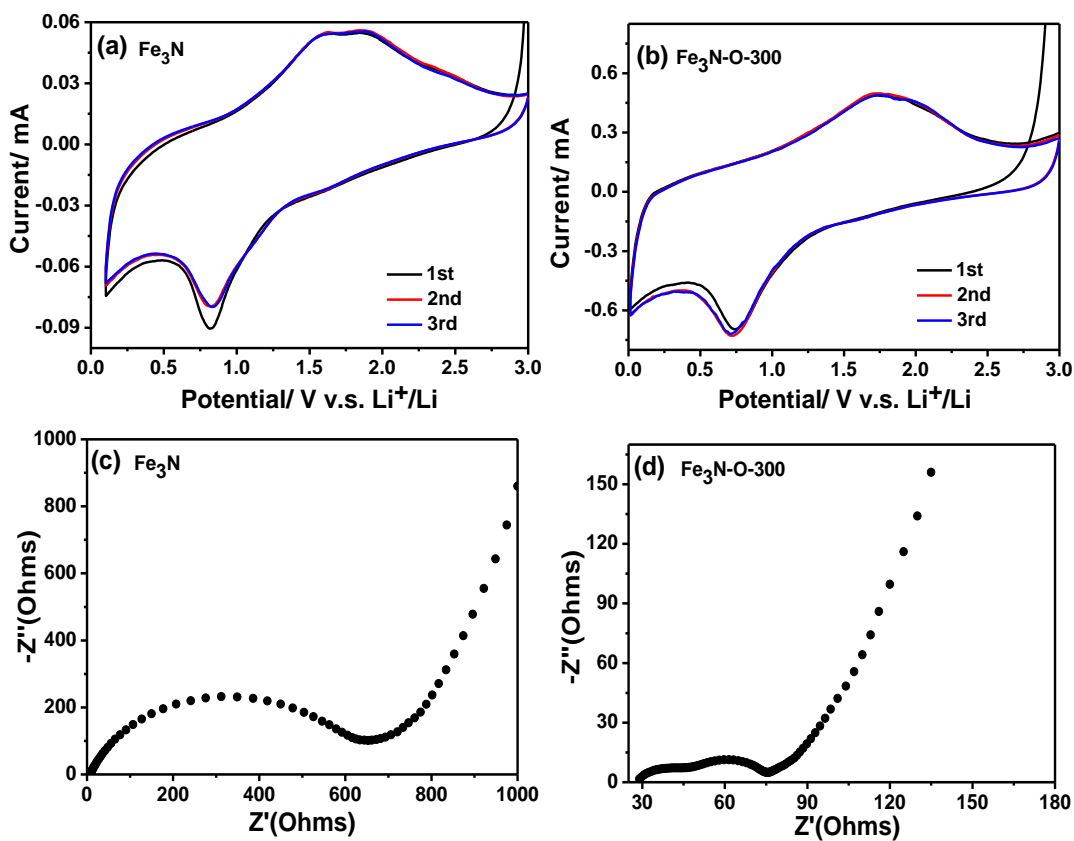 (a) Fe₃N
0.06
0.03
0.00
-0.03
-0.06
-0.09
Current/ mA
1st
2nd
3rd
0.0 0.5 1.0 1.5 2.0 2.5 3.0
Potential/ V v.s. Li⁺/Li
(b) Fe₃N-O-300
0.6
0.3
0.0
-0.3
-0.6
Current/ mA
1st
2nd
3rd
0.0 0.5 1.0 1.5 2.0 2.5 3.0
Potential/ V v.s. Li⁺/Li
(c) Fe₃N
1000
800
600
400
200
0
-Z''(Ohms)
0 200 400 600 800 1000
Z'(Ohms)
(d) Fe₃N-O-300
150
120
90
60
30
0
-Z''(Ohms)
30 60 90 120 150 180
Z'(Ohms)